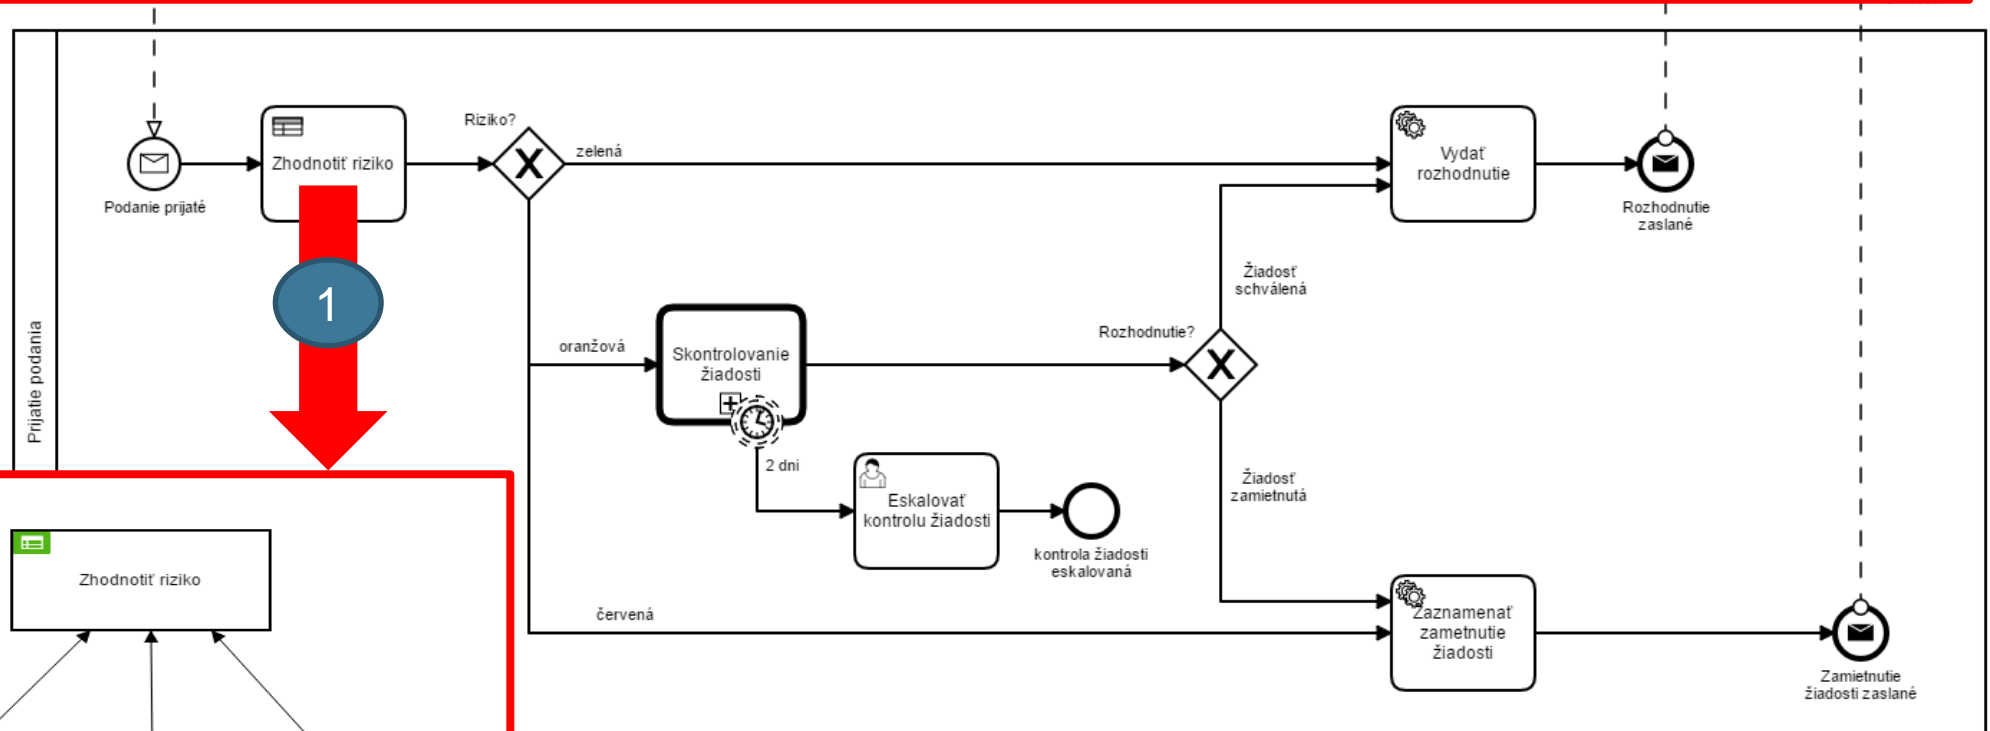 Prijatie podania
Podanie prijaté
Zhodnotiť riziko
Riziko?
zelená
oranžová
červená
1
Skontrolovanie
žiadosti
2 dni
Eskalovať
kontrolu žiadosti
kontrola žiadosti
eskalovaná
Rozhodnutie?
Žiadosť
schválená
Žiadosť
zamietnutá
Vydať
rozhodnutie
Rozhodnutie
zaslané
Zaznamenať
zametnutie
žiadosti
Zamietnutie
žiadosti zaslané
Zhodnotiť riziko